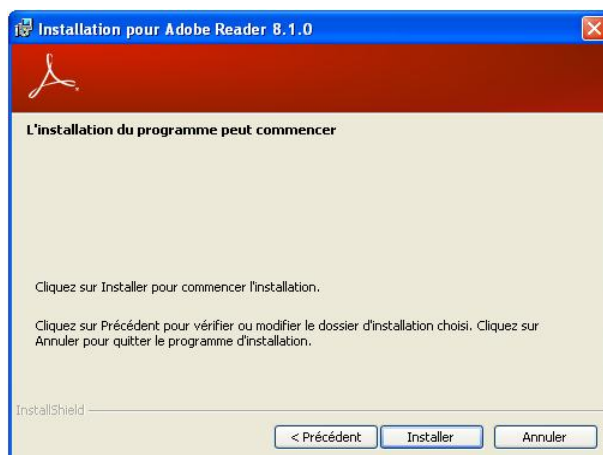 Installation pour Adobe Reader 8.1.0
L'installation du programme peut commencer
Cliquez sur Installer pour commencer l'installation.
Cliquez sur Précédent pour vérifier ou modifier le dossier d'installation choisi. Cliquez sur
Annuler pour quitter le programme d'installation.
InstallShield
< Précédent
Installer
Annuler